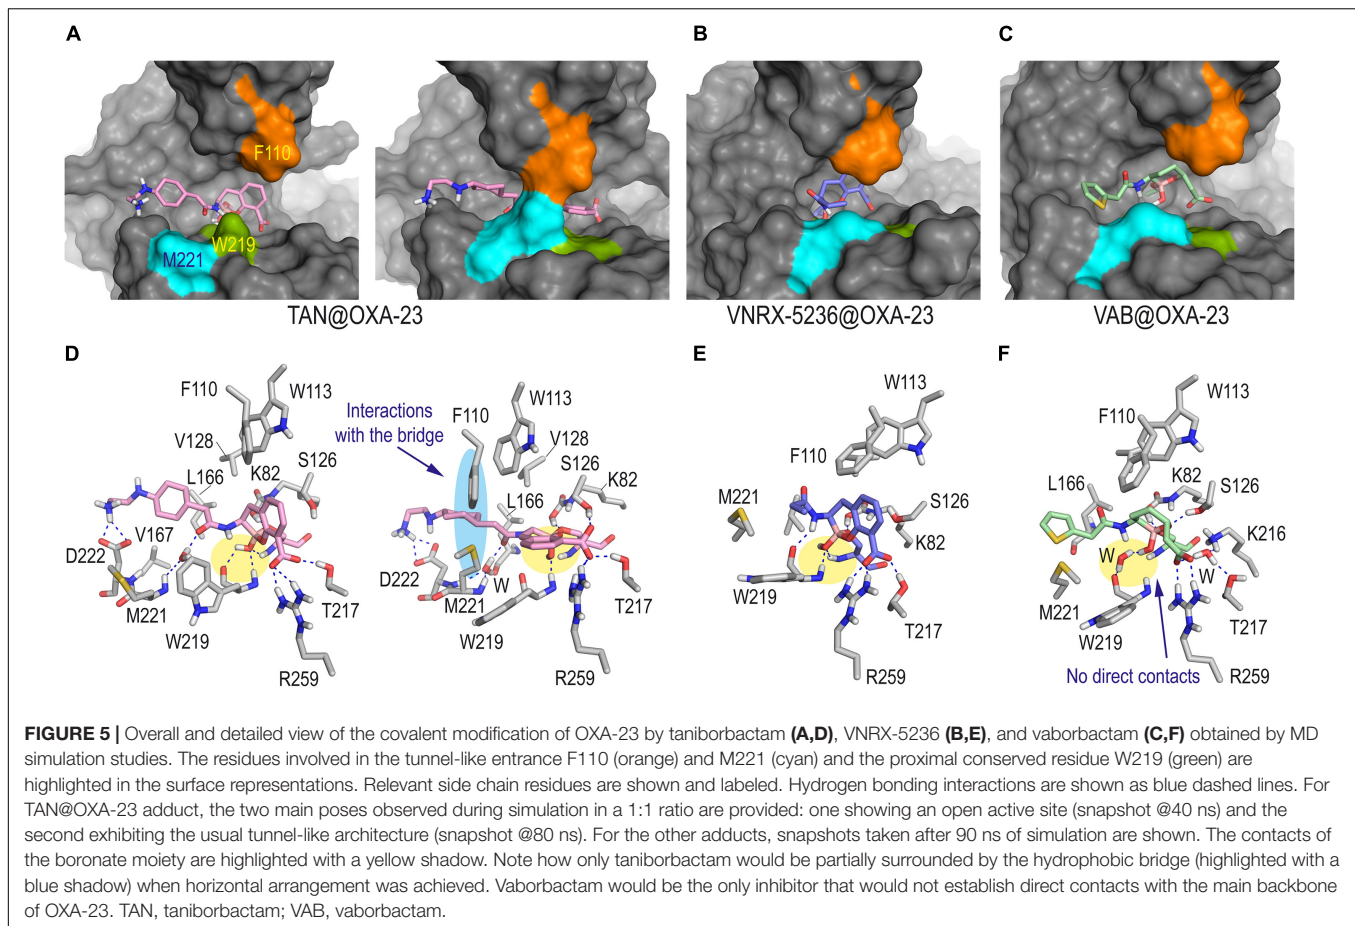 A
B
C
F110
W219
M221
TAN@OXA-23
VNRX-5236@OXA-23
VAB@OXA-23
D
F110
W113
V128
L166
K82
S126
V167
D222
M221
W219
T217
R259
Interactions
with the bridge
F110
W113
V128
S126
L166
K82
D222
M221
W
W219
T217
R259
E
W113
F110
M221
S126
K82
W219
T217
R259
F
W113
F110
K82
L166
S126
K216
W
W
M221
W219
T217
R259
No direct contacts
FIGURE 5 | Overall and detailed view of the covalent modification of OXA-23 by taniborbactam (A,D), VNRX-5236 (B,E), and vaborbactam (C,F) obtained by MD
simulation studies. The residues involved in the tunnel-like entrance F110 (orange) and M221 (cyan) and the proximal conserved residue W219 (green) are
highlighted in the surface representations. Relevant side chain residues are shown and labeled. Hydrogen bonding interactions are shown as blue dashed lines. For
TAN@OXA-23 adduct, the two main poses observed during simulation in a 1:1 ratio are provided: one showing an open active site (snapshot @40 ns) and the
second exhibiting the usual tunnel-like architecture (snapshot @80 ns). For the other adducts, snapshots taken after 90 ns of simulation are shown. The contacts of
the boronate moiety are highlighted with a yellow shadow. Note how only taniborbactam would be partially surrounded by the hydrophobic bridge (highlighted with a
blue shadow) when horizontal arrangement was achieved. Vaborbactam would be the only inhibitor that would not establish direct contacts with the main backbone
of OXA-23. TAN, taniborbactam; VAB, vaborbactam.